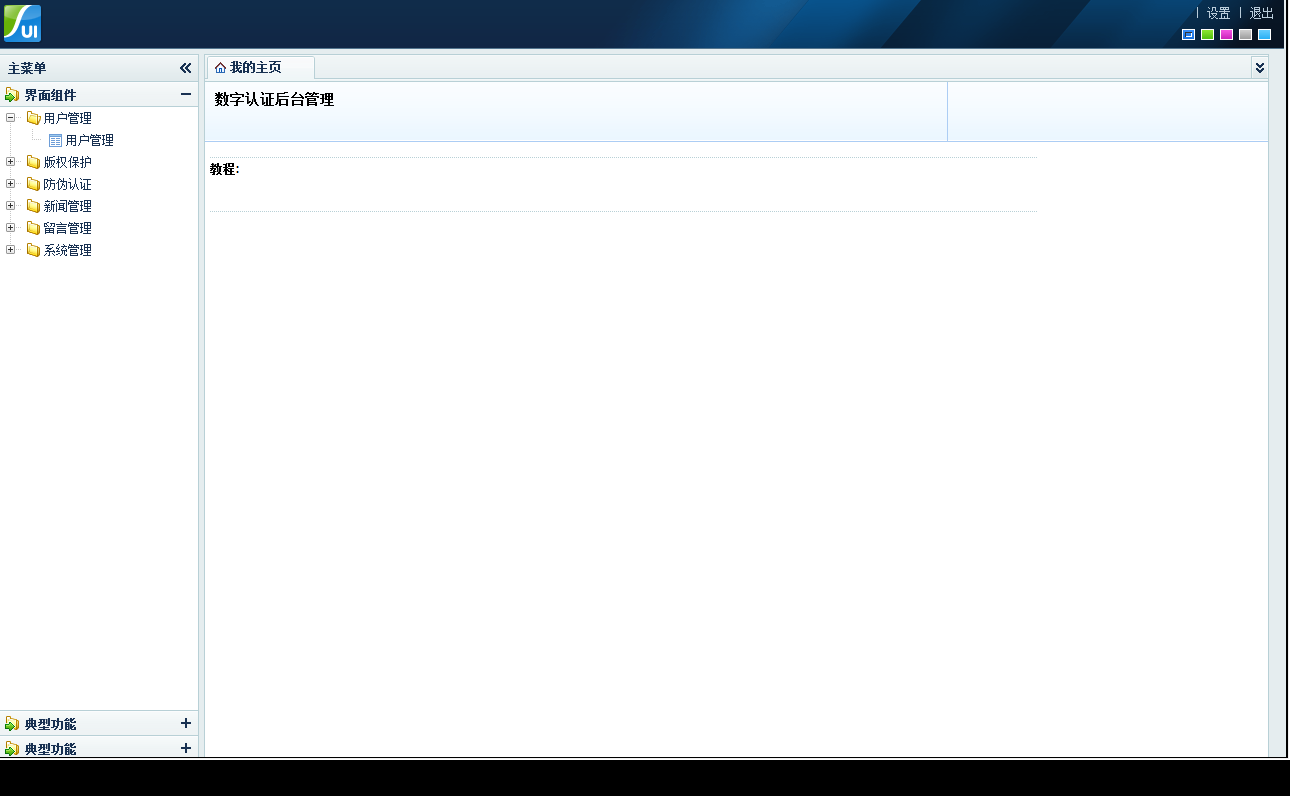 UI
设置
退出
主菜单
我的主页
界面组件
数字认证后台管理
用户管理
用户管理
版权保护
防伪认证
新闻管理
留言管理
系统管理
教程:
典型功能
典型功能